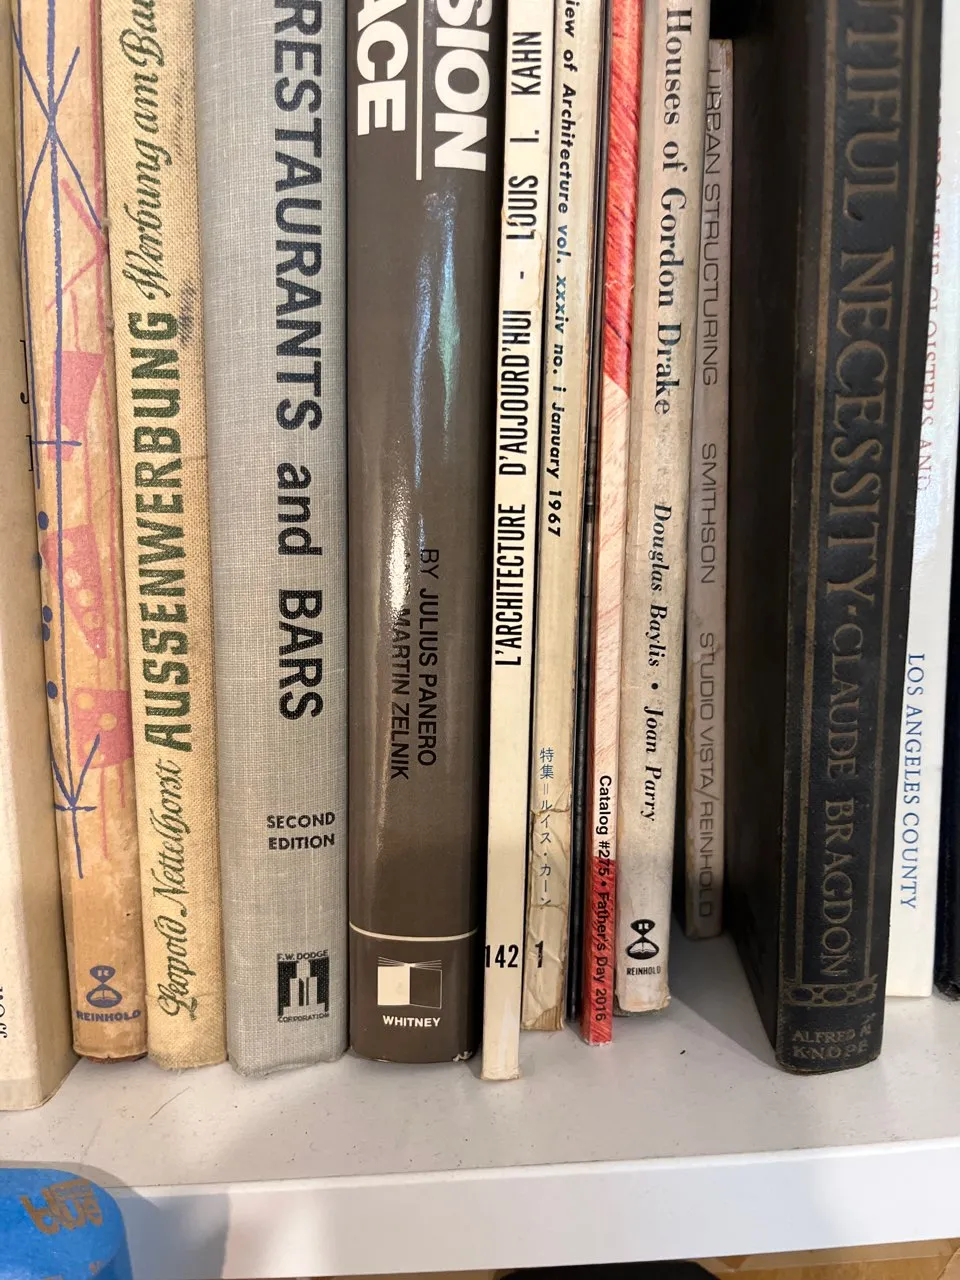 REINHOLD
AUSSENWERBUNG Werbung am Bau
Leopold Nettelhorst
RESTAURANTS and BARS
SECOND
EDITION
F.W. DODGE
CORPORATION
SION
ACE
BY JULIUS PANERO
MARTIN ZELNIK
WHITNEY
L'ARCHITECTURE D'AUJOURD'HUI - LOUIS I. KAHN
142
iew of Architecture vol. xxxiv no. i January 1967
特集=ルイス・カーン
1
Catalog #275 • Father's Day 2016
Houses of Gordon Drake
Douglas Baylis • Joan Parry
REINHOLD
URBAN STRUCTURING SMITHSON STUDIO VISTA/REINHOLD
TIFUL NECESSITY·CLAUDE BRAGDON
ALFRED A
KNOPF
THE CLOISTERS AND
LOS ANGELES COUNTY